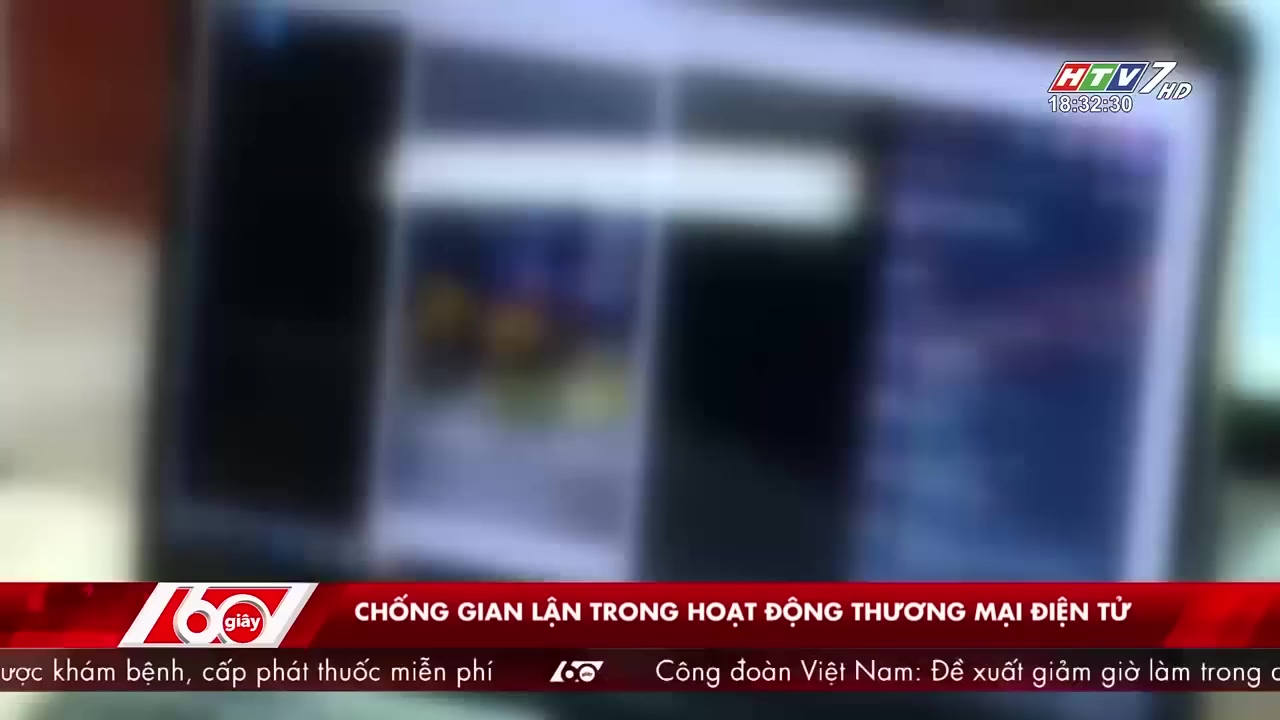 HTV7 HD
18:32:30
60 giây
CHỐNG GIAN LẬN TRONG HOẠT ĐỘNG THƯƠNG MẠI ĐIỆN TỬ
ược khám bệnh, cấp phát thuốc miễn phí 60 giây Công đoàn Việt Nam: Đề xuất giảm giờ làm trong